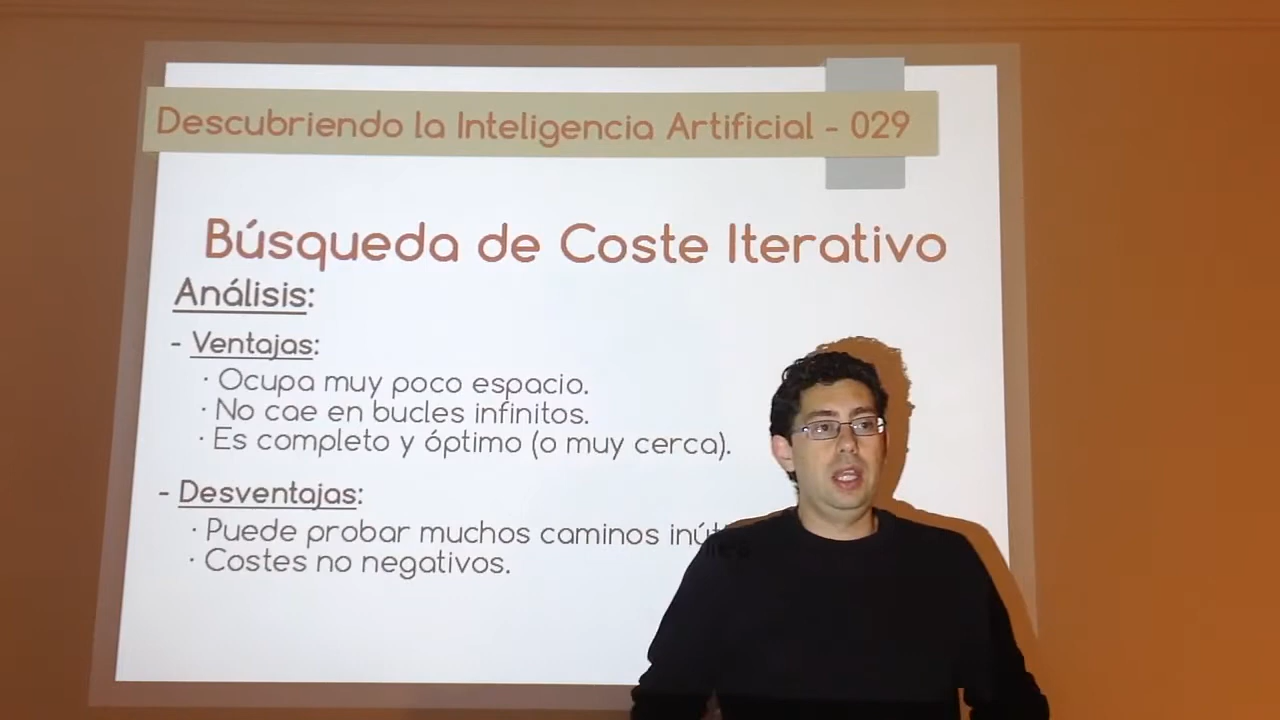 Descubriendo la Inteligencia Artificial - 029
Búsqueda de Coste Iterativo
Análisis:
- Ventajas:
· Ocupa muy poco espacio.
· No cae en bucles infinitos.
· Es completo y óptimo (o muy cerca).
- Desventajas:
· Puede probar muchos caminos inútiles
· Costes no negativos.